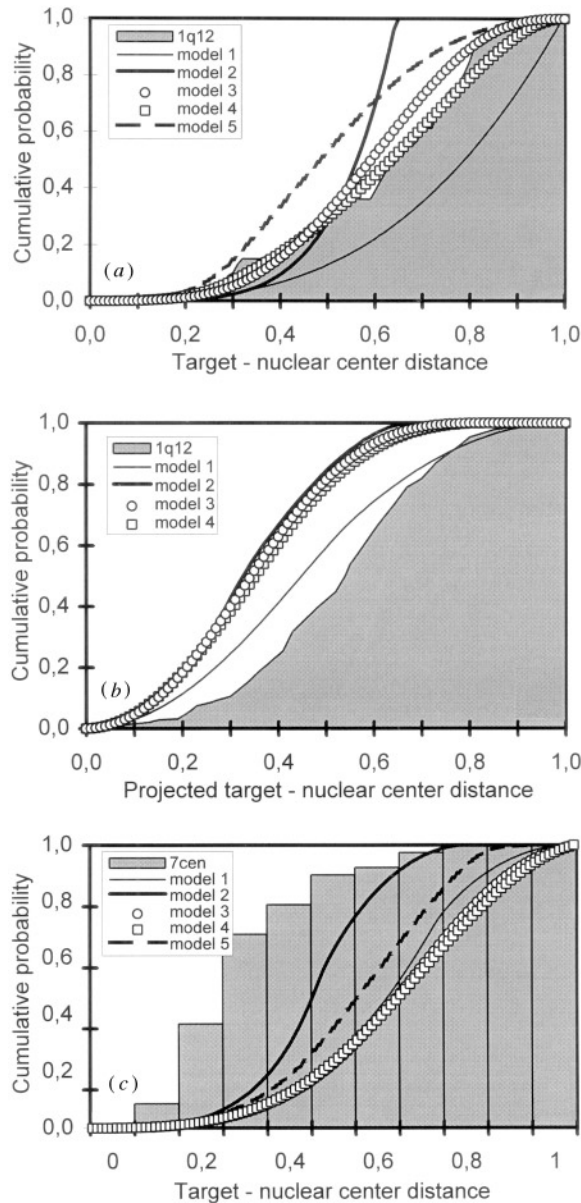 1,0
0,8
0,6
0,4
0,2
0,0
Cumulative probability
1q12
model 1
model 2
model 3
model 4
model 5
(a)
0,0 0,2 0,4 0,6 0,8 1,0
Target - nuclear center distance
1,0
0,8
0,6
0,4
0,2
0,0
Cumulative probability
1q12
model 1
model 2
model 3
model 4
(b)
0,0 0,2 0,4 0,6 0,8 1,0
Projected target - nuclear center distance
1,0
0,8
0,6
0,4
0,2
0,0
Cumulative probability
7cen
model 1
model 2
model 3
model 4
model 5
(c)
0 0,2 0,4 0,6 0,8 1
Target - nuclear center distance